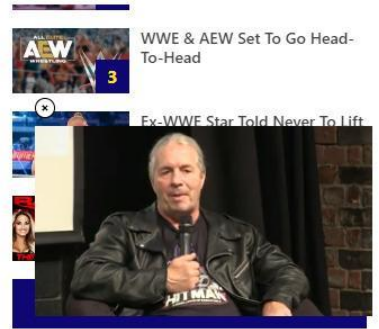 WWE & AEW Set To Go Head-
To-Head
ALL ELITE
AEW
WRESTLING
3
Ex-WWE Star Told Never To Lift
HITMAN